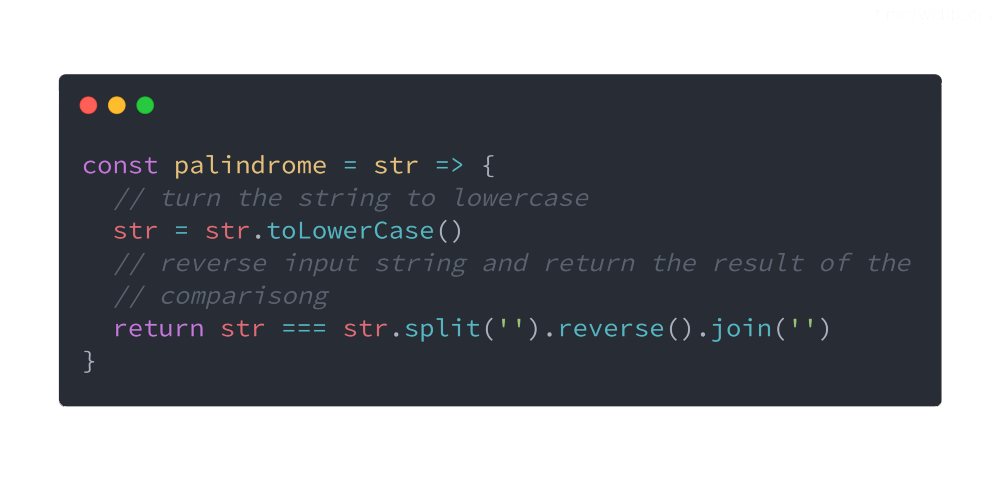 const palindrome = str => {
  // turn the string to lowercase
  str = str.toLowerCase()
  // reverse input string and return the result of the
  // comparisong
  return str === str.split('').reverse().join('')
}